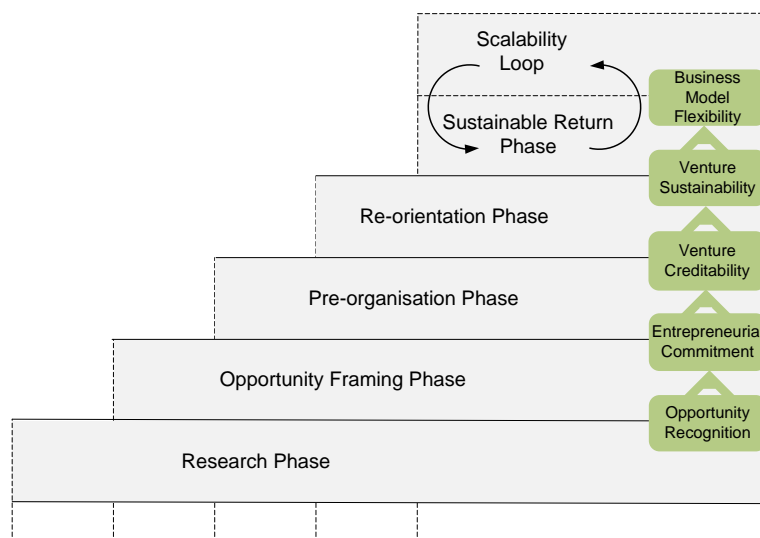 Scalability
Loop
Business
Model
Flexibility
Sustainable Return
Phase
Venture
Sustainability
Re-orientation Phase
Venture
Creditability
Pre-organisation Phase
Entrepreneuria
Commitment
Opportunity Framing Phase
Opportunity
Recognition
Research Phase